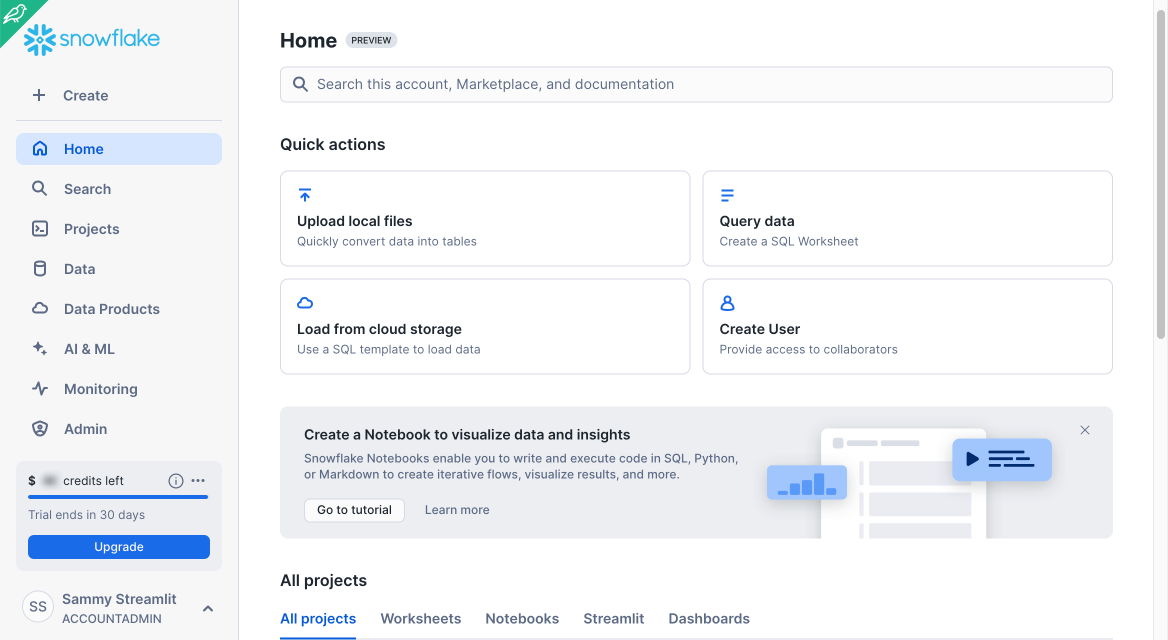 snowflake
Create
Home
Search
Projects
Data
Data Products
AI & ML
Monitoring
Admin
$ credits left
Trial ends in 30 days
Upgrade
SS
Sammy Streamlit
ACCOUNTADMIN
Home PREVIEW
Search this account, Marketplace, and documentation
Quick actions
Upload local files
Quickly convert data into tables
Query data
Create a SQL Worksheet
Load from cloud storage
Use a SQL template to load data
Create User
Provide access to collaborators
Create a Notebook to visualize data and insights
Snowflake Notebooks enable you to write and execute code in SQL, Python,
or Markdown to create iterative flows, visualize results, and more.
Go to tutorial Learn more
All projects
All projects Worksheets Notebooks Streamlit Dashboards